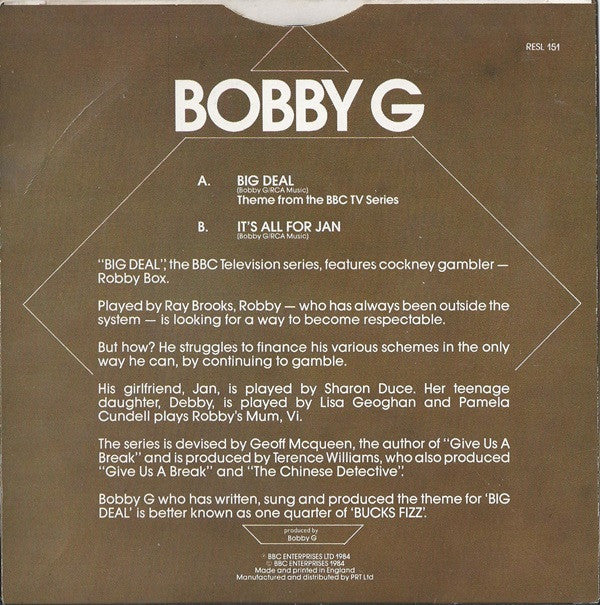 RESL 151
BOBBY G
A. BIG DEAL
(Bobby G/RCA Music)
Theme from the BBC TV Series
B. IT'S ALL FOR JAN
(Bobby G/RCA Music)
"BIG DEAL", the BBC Television series, features cockney gambler —
Robby Box.
Played by Ray Brooks, Robby — who has always been outside the
system — is looking for a way to become respectable.
But how? He struggles to finance his various schemes in the only
way he can, by continuing to gamble.
His girlfriend, Jan, is played by Sharon Duce. Her teenage
daughter, Debby, is played by Lisa Geoghan and Pamela
Cundell plays Robby's Mum, Vi.
The series is devised by Geoff Mcqueen, the author of "Give Us A
Break" and is produced by Terence Williams, who also produced
"Give Us A Break" and "The Chinese Detective".
Bobby G who has written, sung and produced the theme for 'BIG
DEAL' is better known as one quarter of 'BUCKS FIZZ'.
produced by
Bobby G
℗ BBC ENTERPRISES LTD 1984
© BBC ENTERPRISES 1984
Made and printed in England
Manufactured and distributed by PRT Ltd